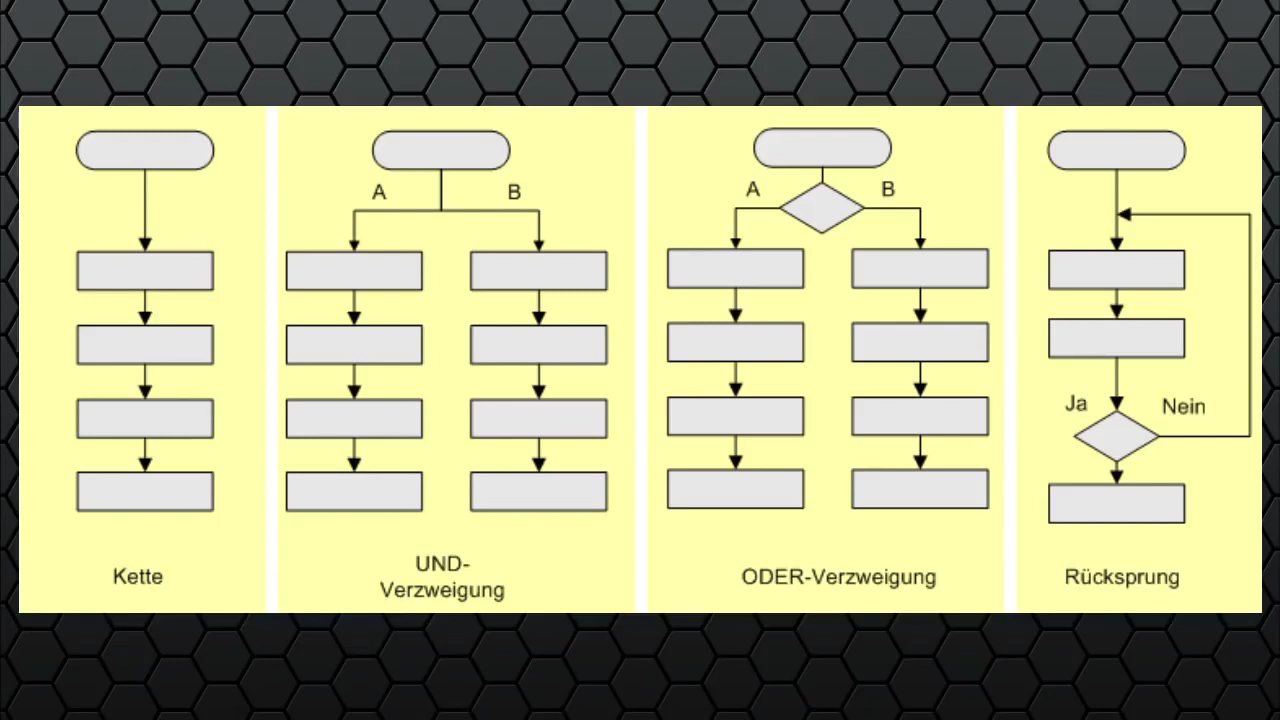 A
B
A
B
Ja
Nein
Kette
UND-
Verzweigung
ODER-Verzweigung
Rücksprung